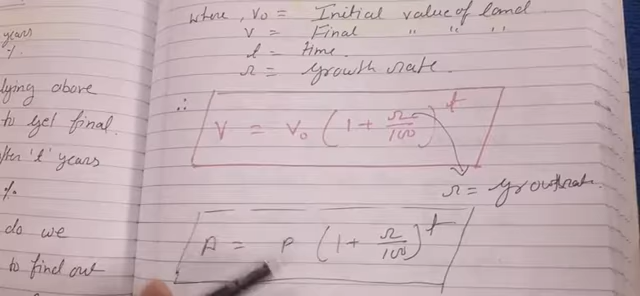 years
%.
lying above
to get final
after 't' years
%.
do we
to find out
where, V₀ = Initial value of land
V = Final " " "
t = time.
r = growth rate.
∴ V = V₀ (1 + r/100)^t
r = growth rate.
A = P (1 + r/100)^t